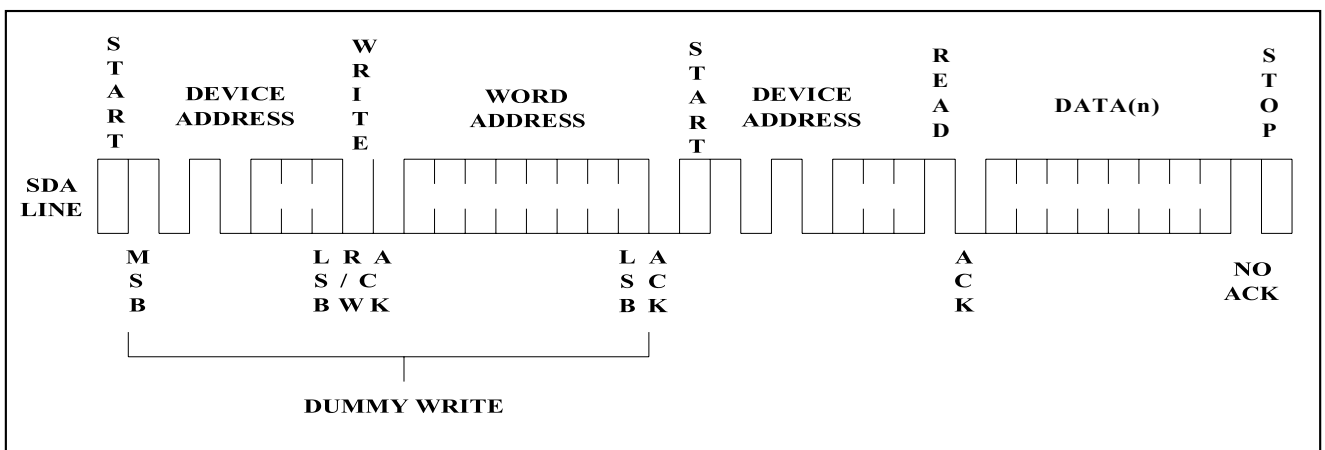 START
DEVICE
ADDRESS
WRITE
WORD
ADDRESS
START
DEVICE
ADDRESS
READ
DATA(n)
STOP
SDA
LINE
MSB
LSB
R/W
ACK
LSB
ACK
ACK
NO
ACK
DUMMY WRITE